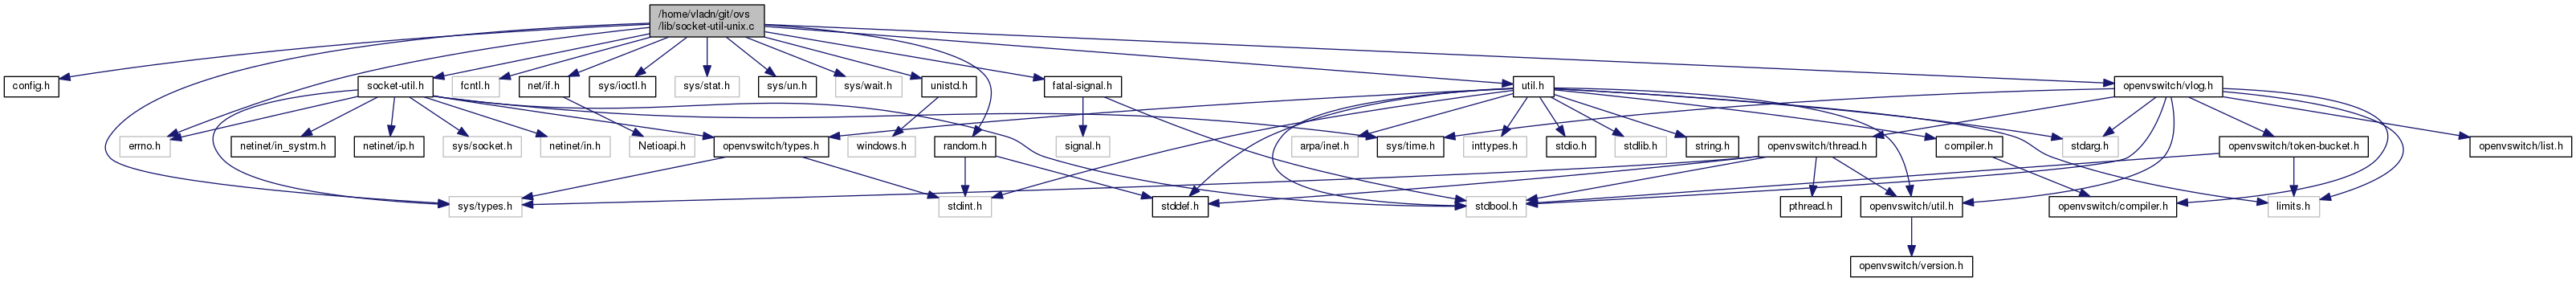 /home/vladn/git/ovs
/lib/socket-util-unix.c
config.h
socket-util.h
fcntl.h
net/if.h
sys/ioctl.h
sys/stat.h
sys/un.h
sys/wait.h
unistd.h
fatal-signal.h
util.h
openvswitch/vlog.h
errno.h
netinet/in_systm.h
netinet/ip.h
sys/socket.h
netinet/in.h
Netioapi.h
openvswitch/types.h
windows.h
random.h
signal.h
arpa/inet.h
sys/time.h
inttypes.h
stdio.h
stdlib.h
string.h
openvswitch/thread.h
compiler.h
stdarg.h
openvswitch/token-bucket.h
openvswitch/list.h
sys/types.h
stdint.h
stddef.h
stdbool.h
pthread.h
openvswitch/util.h
openvswitch/compiler.h
limits.h
openvswitch/version.h